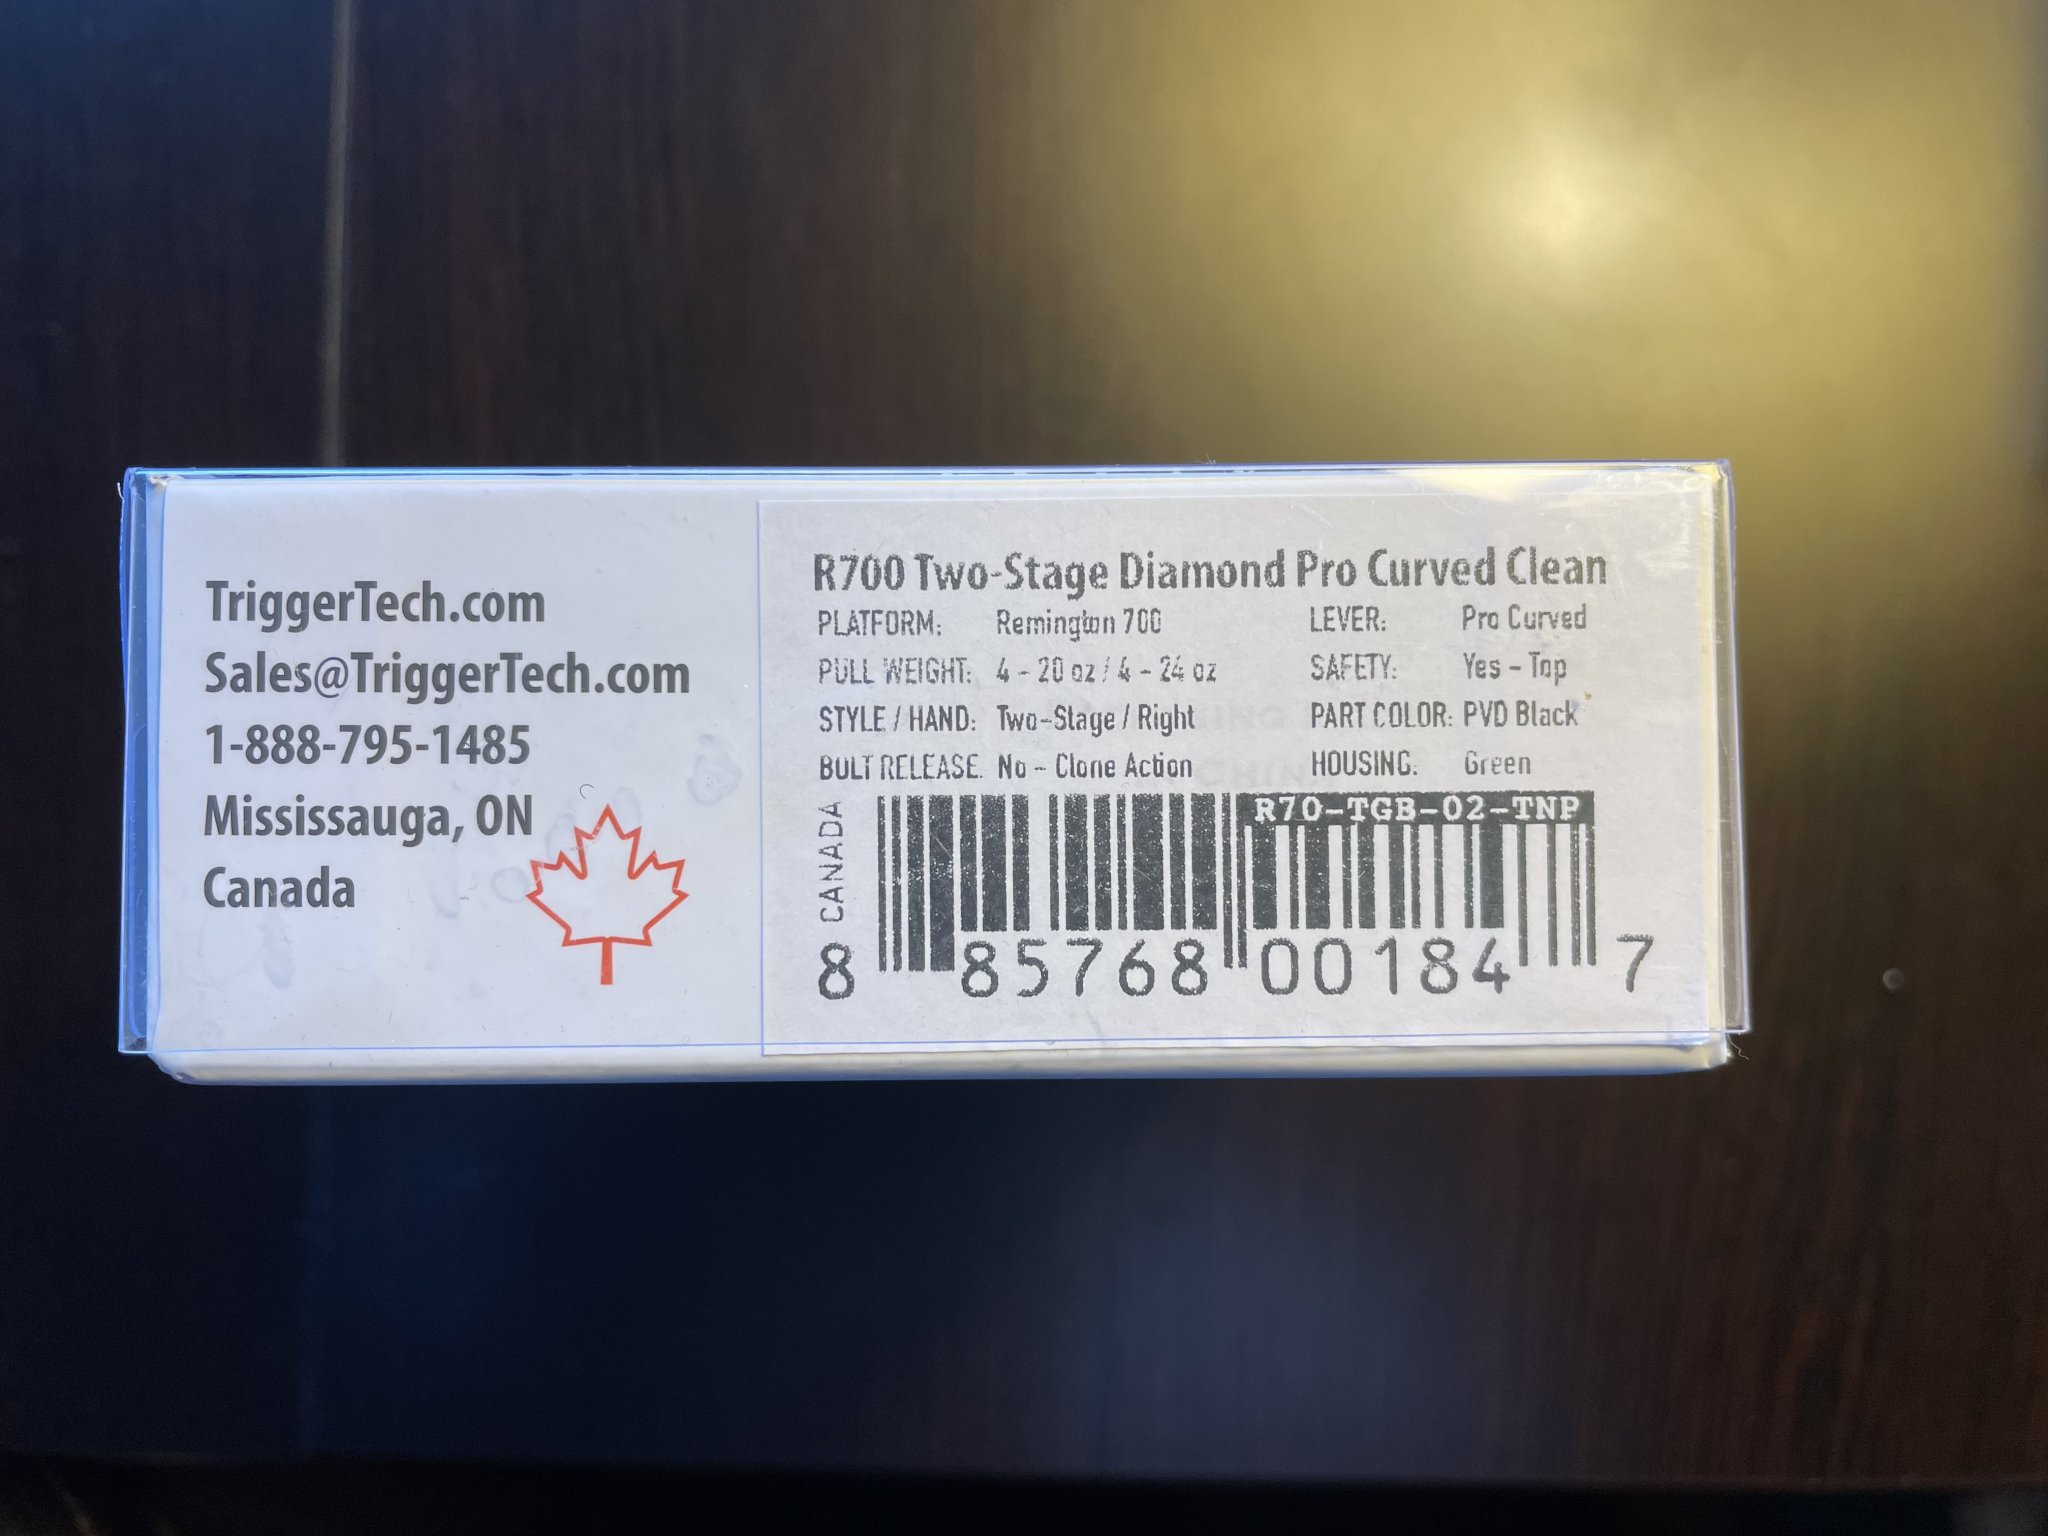 TriggerTech.com
Sales@TriggerTech.com
1-888-795-1485
Mississauga, ON
Canada
R700 Two-Stage Diamond Pro Curved Clean
PLATFORM: Remington 700 LEVER: Pro Curved
PULL WEIGHT: 4 - 20 oz / 4 - 24 oz SAFETY: Yes - Top
STYLE / HAND: Two-Stage / Right PART COLOR: PVD Black
BOLT RELEASE: No - Clone Action HOUSING: Green
CANADA
R70-TGB-02-TNP
8 85768 00184 7